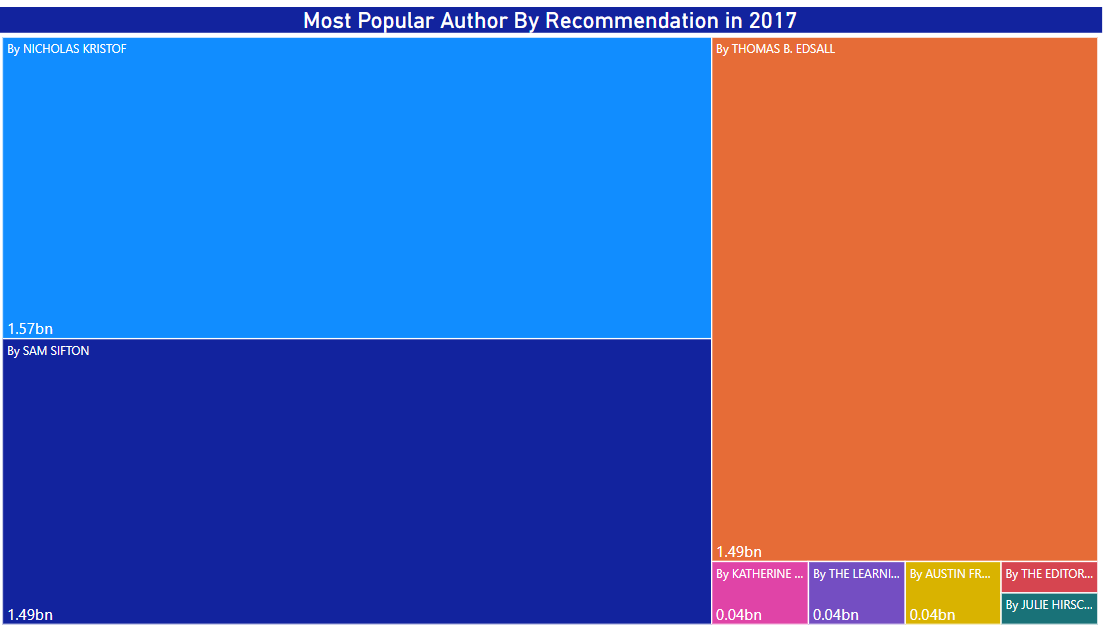 Most Popular Author By Recommendation in 2017
By NICHOLAS KRISTOF
1.57bn
By SAM SIFTON
1.49bn
By THOMAS B. EDSALL
1.49bn
By KATHERINE ...
0.04bn
By THE LEARNI...
0.04bn
By AUSTIN FR...
0.04bn
By THE EDITOR...
By JULIE HIRSC...